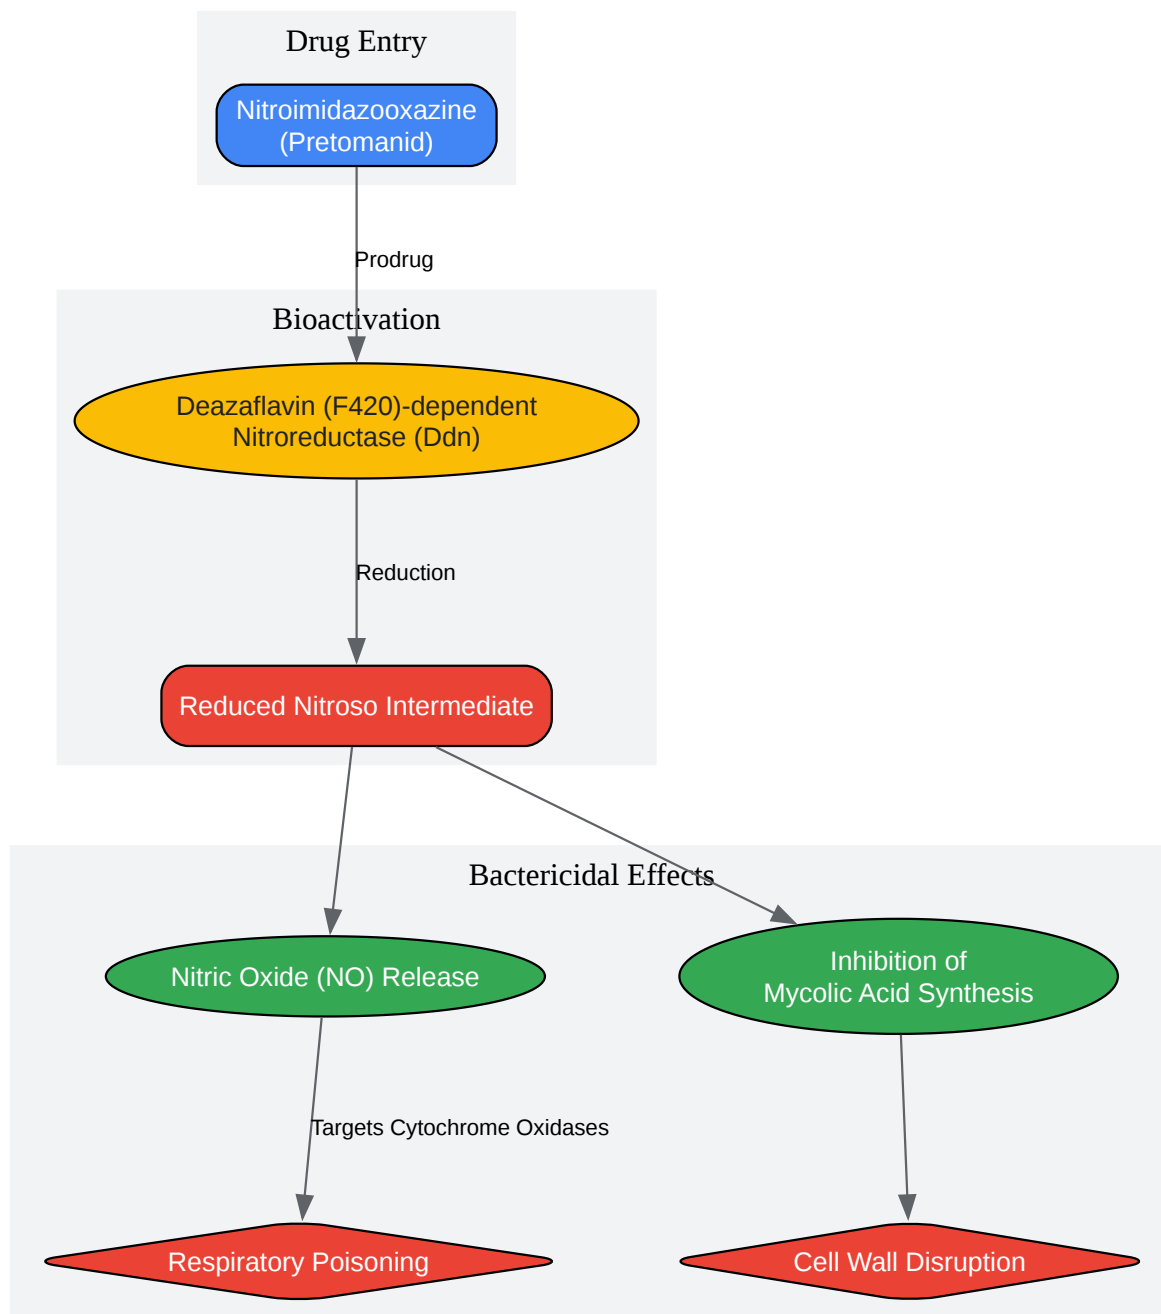 Drug Entry
Nitroimidazooxazine
(Pretomanid)
Prodrug
Bioactivation
Deazaflavin (F420)-dependent
Nitroreductase (Ddn)
Reduction
Reduced Nitroso Intermediate
Bactericidal Effects
Nitric Oxide (NO) Release
Inhibition of
Mycolic Acid Synthesis
Targets Cytochrome Oxidases
Respiratory Poisoning
Cell Wall Disruption